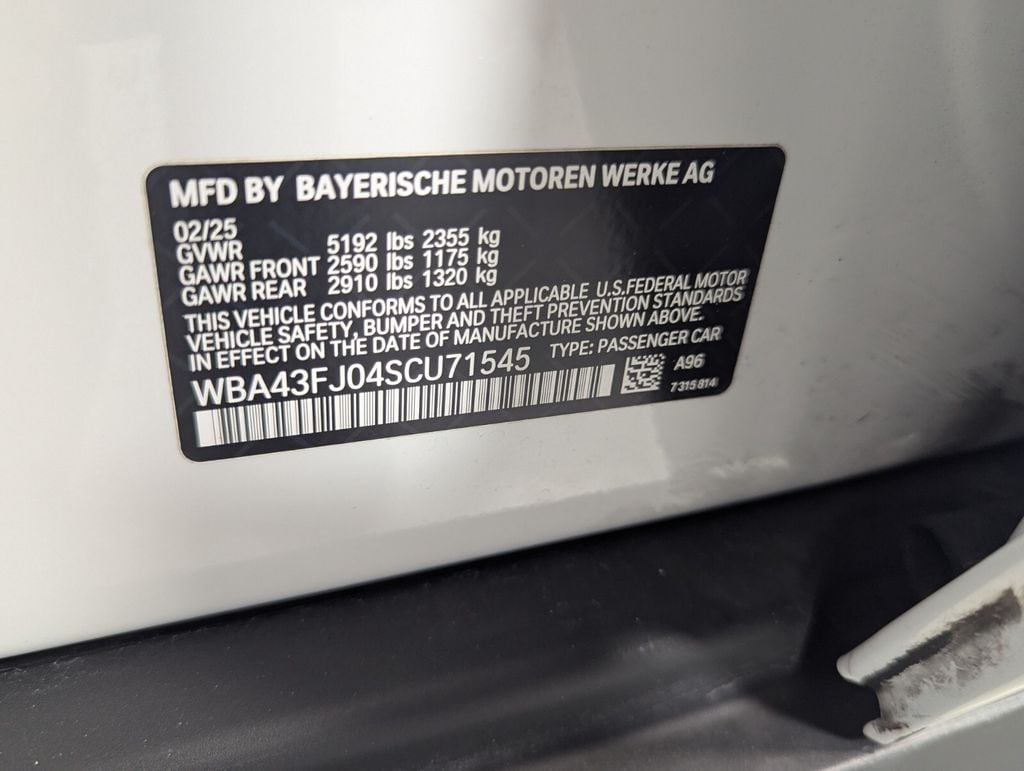 MFD BY BAYERISCHE MOTOREN WERKE AG
02/25
GVWR 5192 lbs 2355 kg
GAWR FRONT 2590 lbs 1175 kg
GAWR REAR 2910 lbs 1320 kg
THIS VEHICLE CONFORMS TO ALL APPLICABLE U.S.FEDERAL MOTOR
VEHICLE SAFETY, BUMPER AND THEFT PREVENTION STANDARDS
IN EFFECT ON THE DATE OF MANUFACTURE SHOWN ABOVE.
WBA43FJ04SCU71545 TYPE: PASSENGER CAR
A96
7 315 814